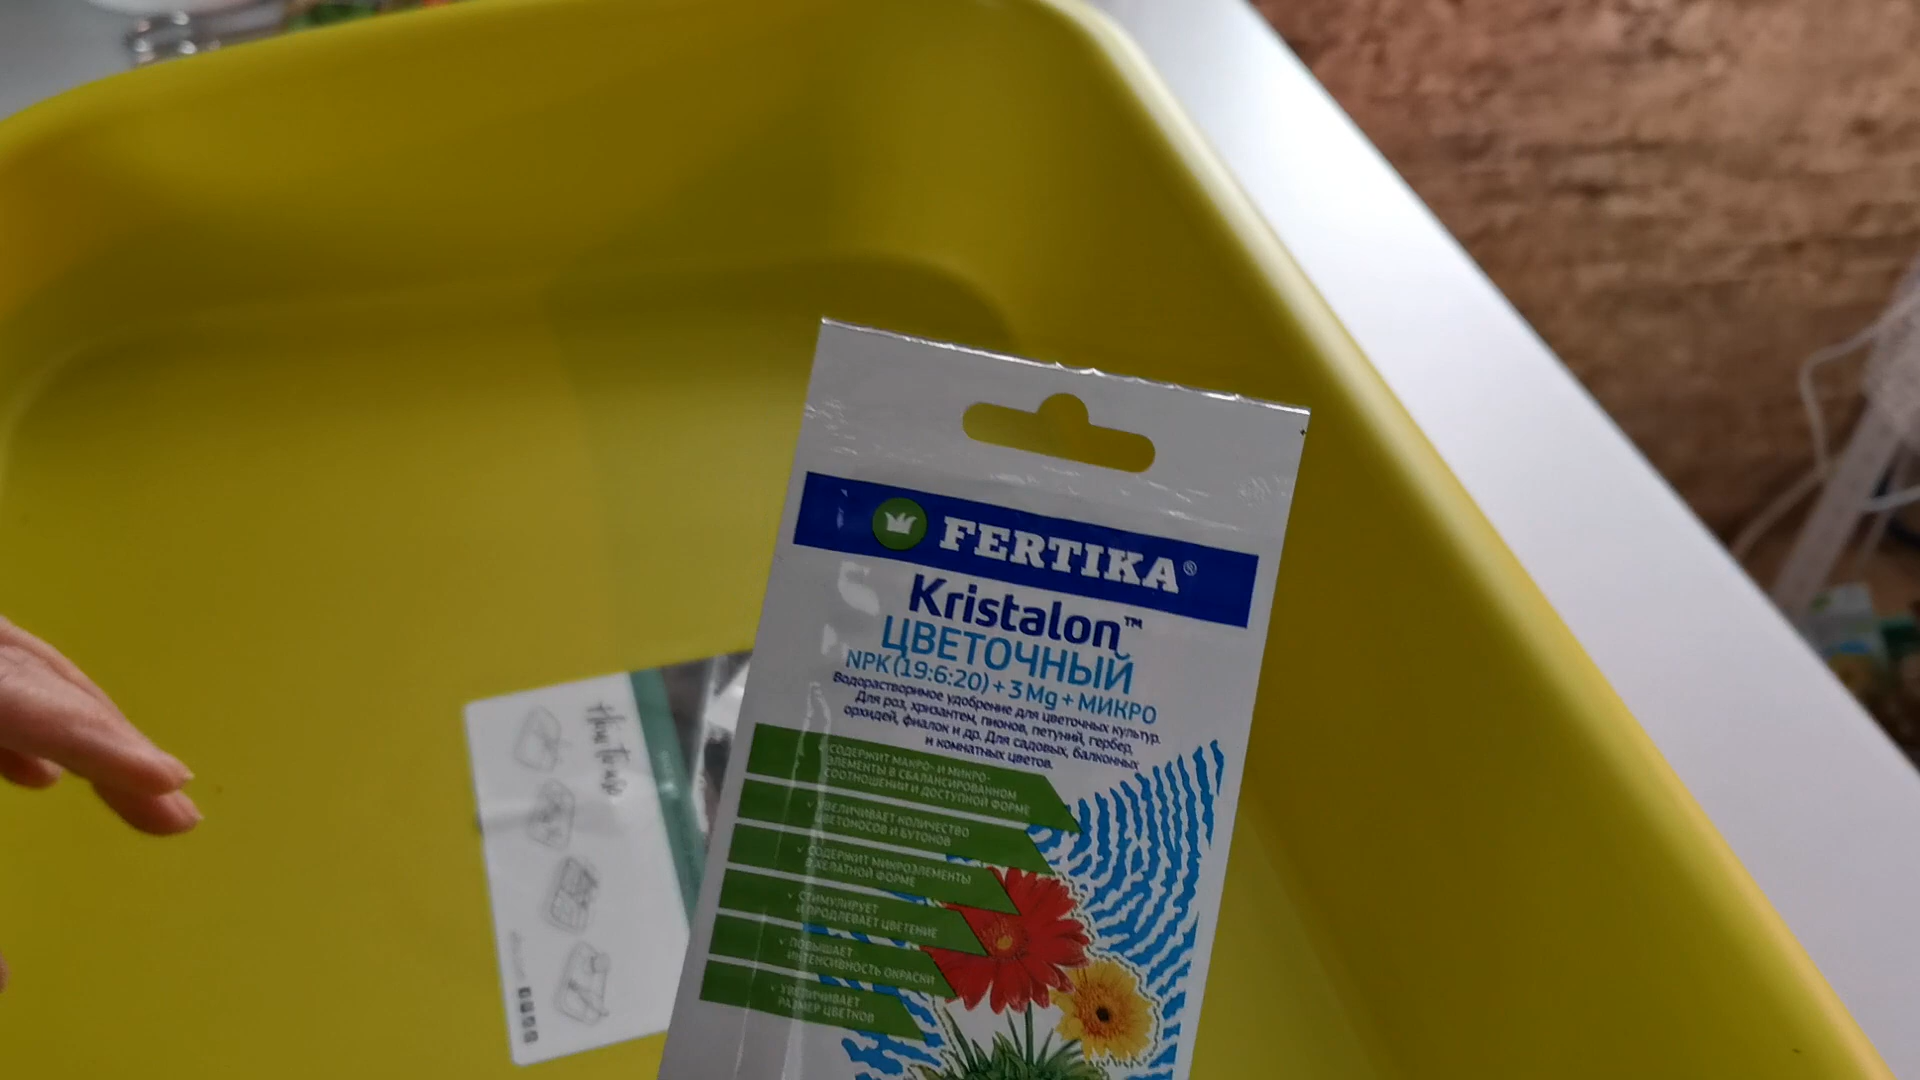 FERTIKA®
Kristalon™
ЦВЕТОЧНЫЙ
NPK (19:6:20) + 3 Mg + МИКРО
Водорастворимое удобрение для цветочных культур.
Для роз, хризантем, пионов, петуний, гербер,
орхидей, фиалок и др. Для садовых, балконных
и комнатных цветов.
✓ СОДЕРЖИТ МАКРО- И МИКРО-
ЭЛЕМЕНТЫ В СБАЛАНСИРОВАННОМ
СООТНОШЕНИИ И ДОСТУПНОЙ ФОРМЕ
✓ УВЕЛИЧИВАЕТ КОЛИЧЕСТВО
ЦВЕТОНОСОВ И БУТОНОВ
✓ СОДЕРЖИТ МИКРОЭЛЕМЕНТЫ
В ХЕЛАТНОЙ ФОРМЕ
✓ СТИМУЛИРУЕТ
И ПРОДЛЕВАЕТ ЦВЕТЕНИЕ
✓ ПОВЫШАЕТ
ИНТЕНСИВНОСТЬ ОКРАСКИ
✓ УВЕЛИЧИВАЕТ
РАЗМЕР ЦВЕТКОВ